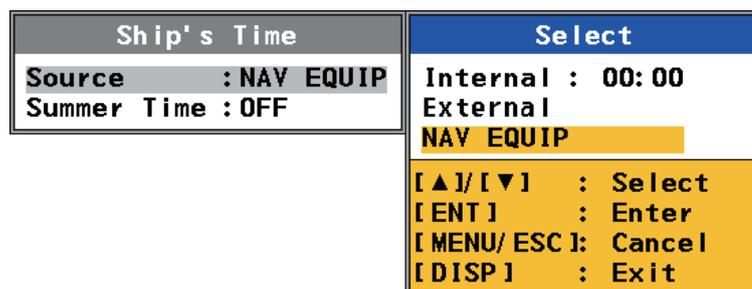 Ship's Time
Source :NAV EQUIP
Summer Time :OFF
Select
Internal : 00:00
External
NAV EQUIP
[▲]/[▼] : Select
[ENT] : Enter
[MENU/ESC]: Cancel
[DISP] : Exit